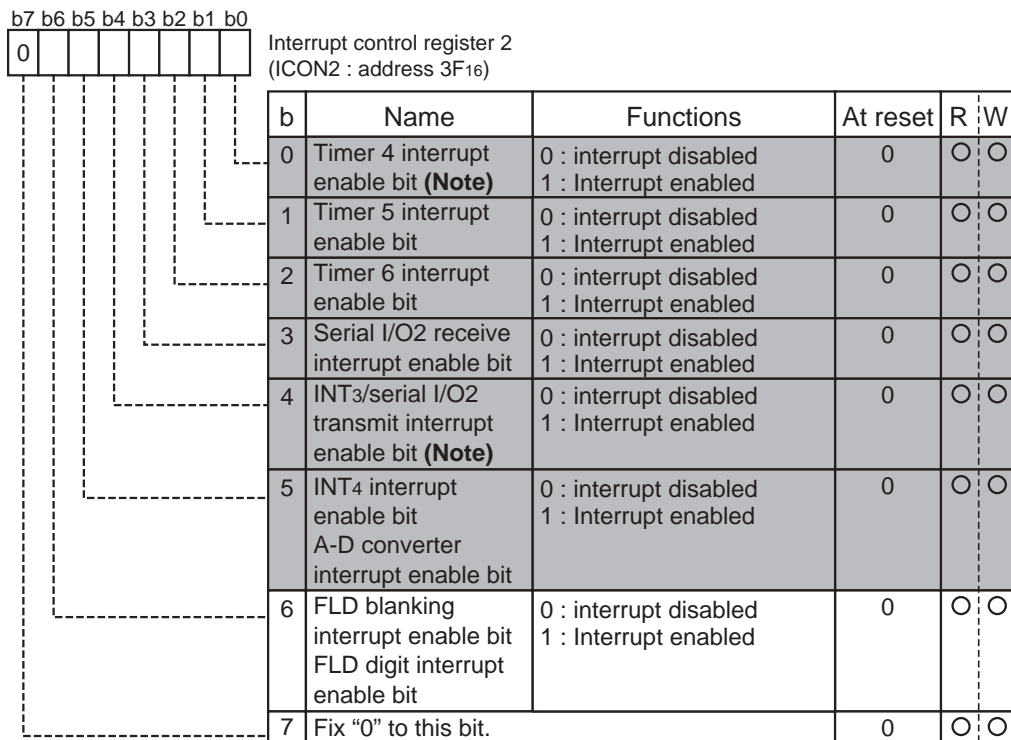 b7 b6 b5 b4 b3 b2 b1 b0
0
Interrupt control register 2
(ICON2 : address 3F16)
b Name Functions At reset R W
0 Timer 4 interrupt 0 : interrupt disabled 0
enable bit (Note) 1 : Interrupt enabled
1 Timer 5 interrupt 0 : interrupt disabled 0
enable bit 1 : Interrupt enabled
2 Timer 6 interrupt 0 : interrupt disabled 0
enable bit 1 : Interrupt enabled
3 Serial I/O2 receive 0 : interrupt disabled 0
interrupt enable bit 1 : Interrupt enabled
4 INT3/serial I/O2 0 : interrupt disabled 0
transmit interrupt 1 : Interrupt enabled
enable bit (Note)
5 INT4 interrupt 0 : interrupt disabled 0
enable bit 1 : Interrupt enabled
A-D converter
interrupt enable bit
6 FLD blanking 0 : interrupt disabled 0
interrupt enable bit 1 : Interrupt enabled
FLD digit interrupt
enable bit
7 Fix “0” to this bit. 0